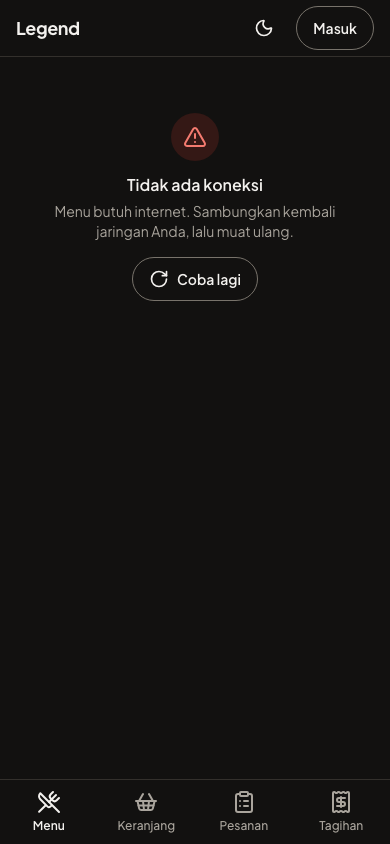 Legend
Masuk
Tidak ada koneksi
Menu butuh internet. Sambungkan kembali
jaringan Anda, lalu muat ulang.
Coba lagi
Menu
Keranjang
Pesanan
Tagihan